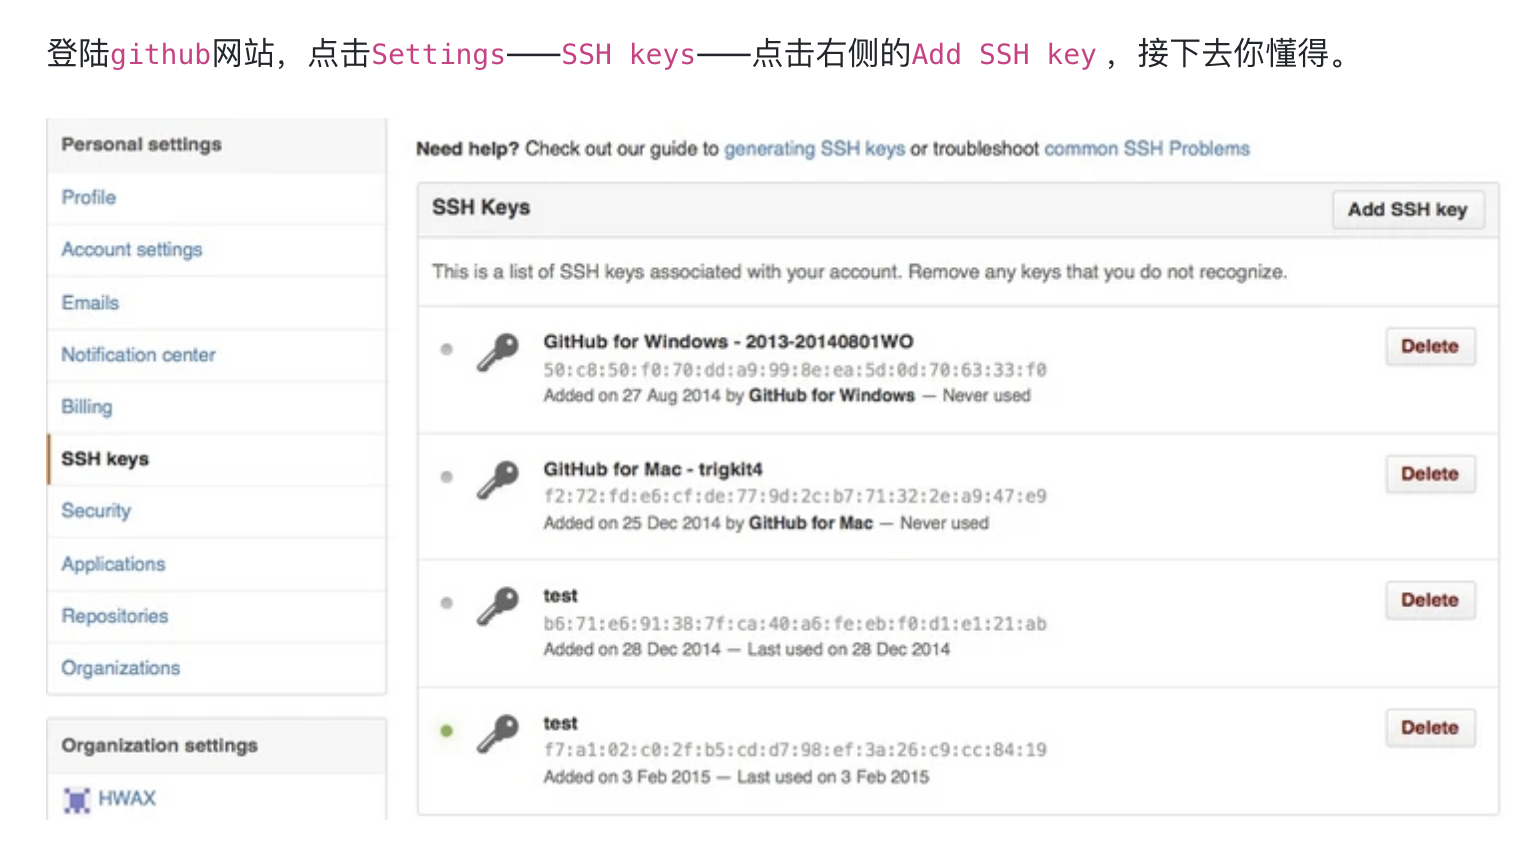 登陆github网站，点击Settings——SSH keys——点击右侧的Add SSH key，接下去你懂得。
Personal settings
Profile
Account settings
Emails
Notification center
Billing
SSH keys
Security
Applications
Repositories
Organizations
Organization settings
HWAX
Need help? Check out our guide to generating SSH keys or troubleshoot common SSH Problems
SSH Keys
Add SSH key
This is a list of SSH keys associated with your account. Remove any keys that you do not recognize.
GitHub for Windows - 2013-20140801WO
50:c8:50:f0:70:dd:a9:99:8e:ea:5d:0d:70:63:33:f0
Added on 27 Aug 2014 by GitHub for Windows — Never used
Delete
GitHub for Mac - trigkit4
f2:72:fd:e6:cf:de:77:9d:2c:b7:71:32:2e:a9:47:e9
Added on 25 Dec 2014 by GitHub for Mac — Never used
Delete
test
b6:71:e6:91:38:7f:ca:40:a6:fe:eb:f0:d1:e1:21:ab
Added on 28 Dec 2014 — Last used on 28 Dec 2014
Delete
test
f7:a1:02:c0:2f:b5:cd:d7:98:ef:3a:26:c9:cc:84:19
Added on 3 Feb 2015 — Last used on 3 Feb 2015
Delete